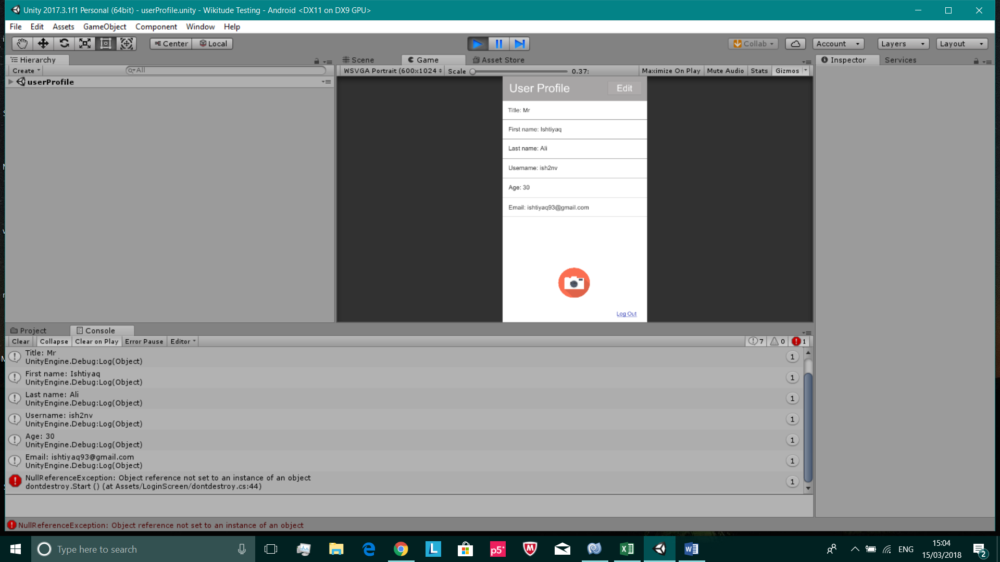 Unity 2017.3.1f1 Personal (64bit) - userProfile.unity - Wikitude Testing - Android <DX11 on DX9 GPU>
File Edit Assets GameObject Component Window Help
Center Local Collab Account Layers Layout
Hierarchy
Create All
userProfile
Scene Game Asset Store
WSVGA Portrait (600x1024 Scale 0.37: Maximize On Play Mute Audio Stats Gizmos
User Profile Edit
Title: Mr
First name: Ishtiyaq
Last name: Ali
Username: ish2nv
Age: 30
Email: ishtiyaq93@gmail.com
Log Out
Inspector Services
Project Console
Clear Collapse Clear on Play Error Pause Editor 7 0 1
Title: Mr
UnityEngine.Debug:Log(Object) 1
First name: Ishtiyaq
UnityEngine.Debug:Log(Object) 1
Last name: Ali
UnityEngine.Debug:Log(Object) 1
Username: ish2nv
UnityEngine.Debug:Log(Object) 1
Age: 30
UnityEngine.Debug:Log(Object) 1
Email: ishtiyaq93@gmail.com
UnityEngine.Debug:Log(Object) 1
NullReferenceException: Object reference not set to an instance of an object
dontdestroy.Start () (at Assets/LoginScreen/dontdestroy.cs:44) 1
NullReferenceException: Object reference not set to an instance of an object
Type here to search
L
p5*
ENG
15:04
15/03/2018
2